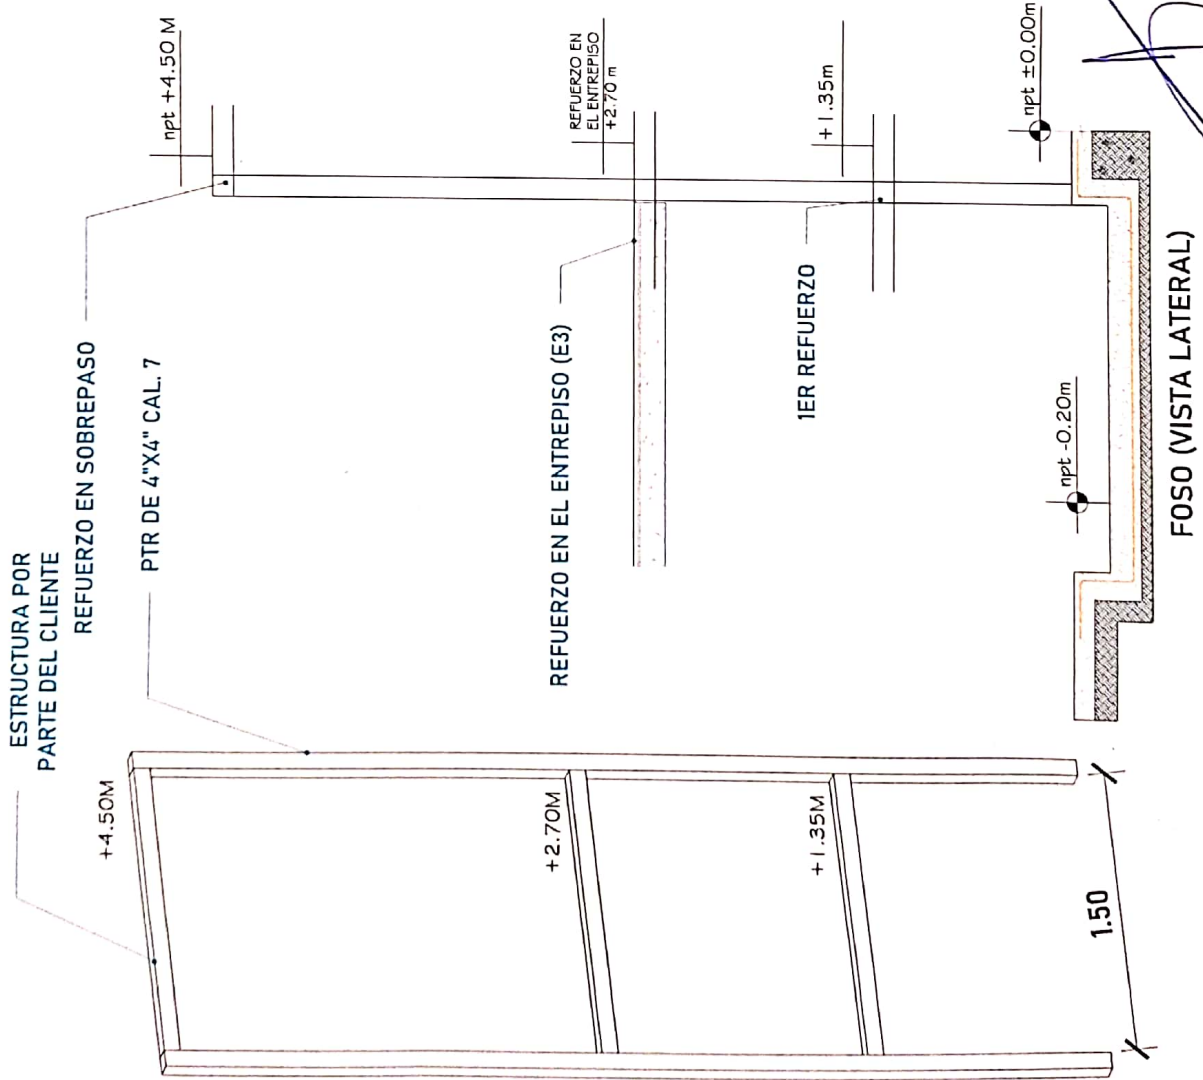 ESTRUCTURA POR
PARTE DEL CLIENTE
REFUERZO EN SOBREPASO
PTR DE 4"X4" CAL. 7
npt +4.50 M
+4.50M
REFUERZO EN
EL ENTREPISO
+2.70 m
REFUERZO EN EL ENTREPISO (E3)
+2.70M
+1.35m
1ER REFUERZO
+1.35M
npt ±0.00m
npt -0.20m
1.50
FOSO (VISTA LATERAL)